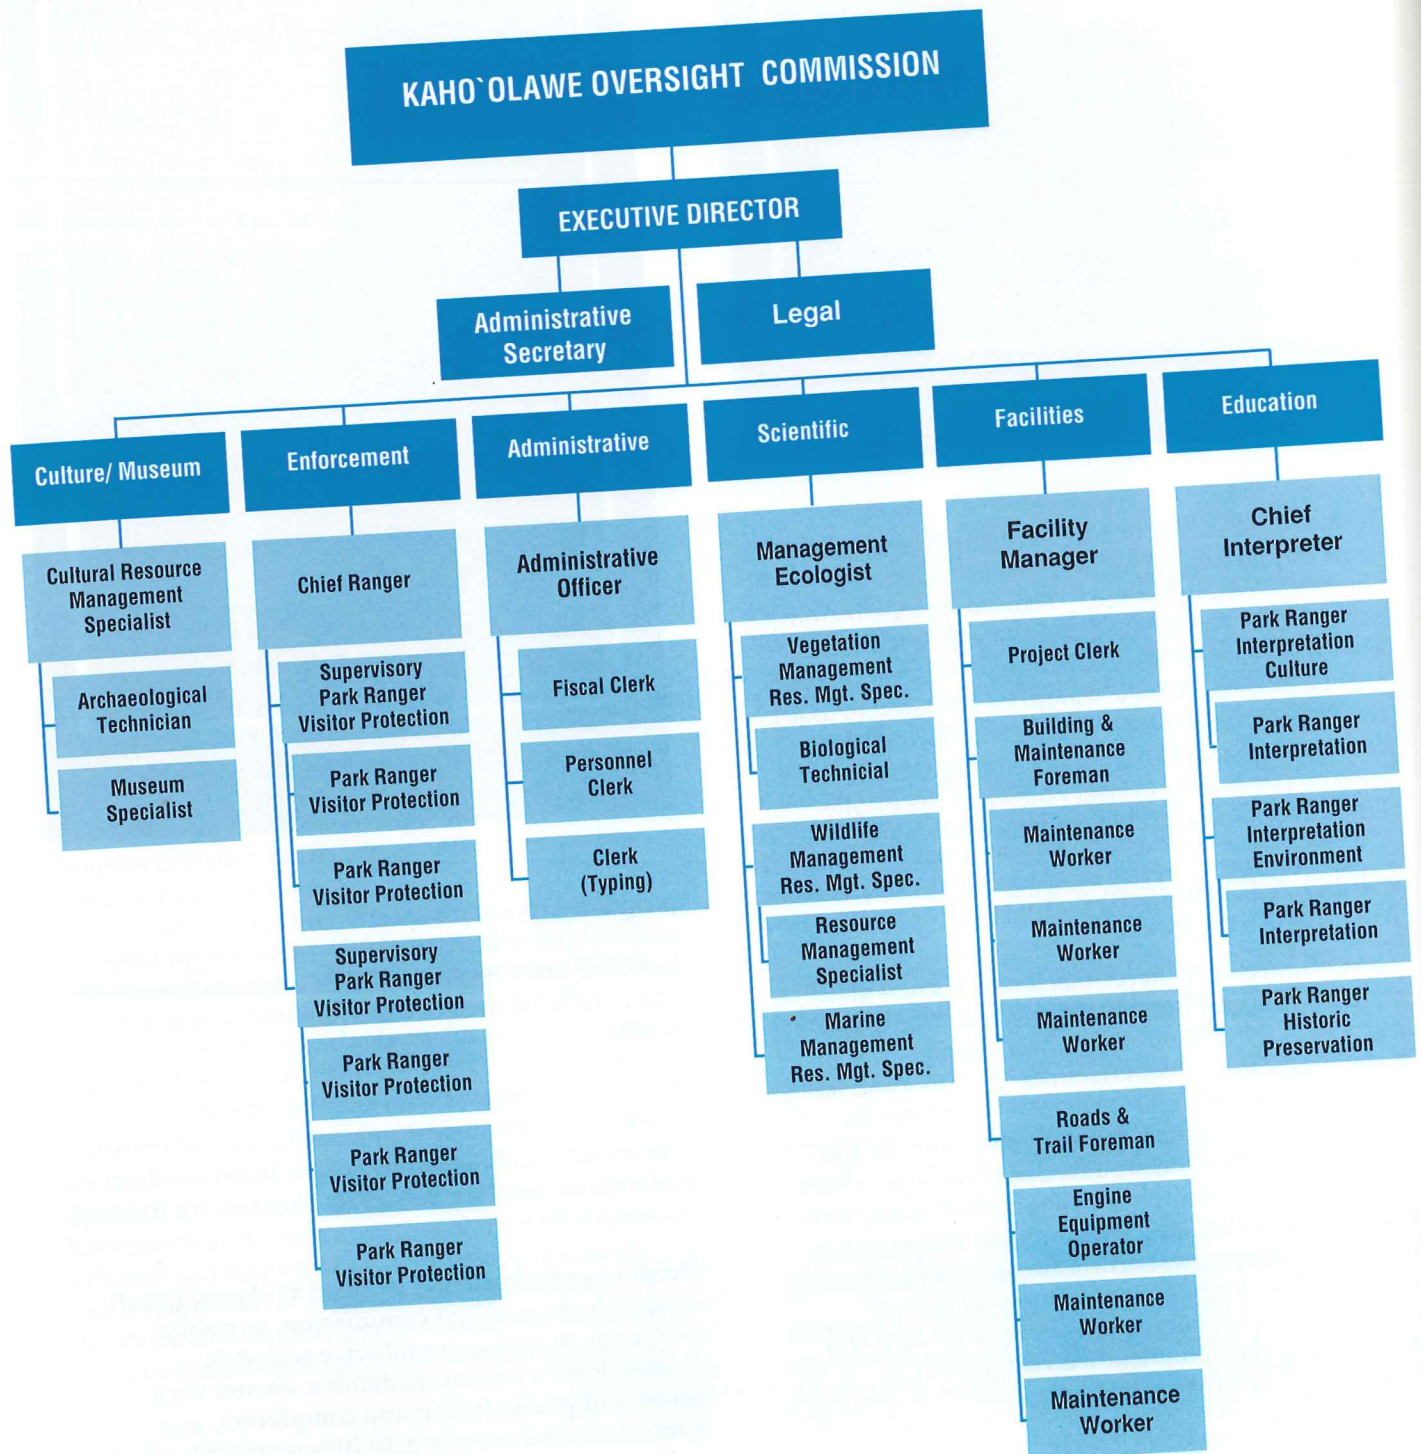 KAHO`OLAWE OVERSIGHT COMMISSION
EXECUTIVE DIRECTOR
Administrative
Secretary
Legal
Culture/ Museum
Enforcement
Administrative
Scientific
Facilities
Education
Cultural Resource
Management
Specialist
Archaeological
Technician
Museum
Specialist
Chief Ranger
Supervisory
Park Ranger
Visitor Protection
Park Ranger
Visitor Protection
Park Ranger
Visitor Protection
Supervisory
Park Ranger
Visitor Protection
Park Ranger
Visitor Protection
Park Ranger
Visitor Protection
Park Ranger
Visitor Protection
Administrative
Officer
Fiscal Clerk
Personnel
Clerk
Clerk
(Typing)
Management
Ecologist
Vegetation
Management
Res. Mgt. Spec.
Biological
Technicial
Wildlife
Management
Res. Mgt. Spec.
Resource
Management
Specialist
Marine
Management
Res. Mgt. Spec.
Facility
Manager
Project Clerk
Building &
Maintenance
Foreman
Maintenance
Worker
Maintenance
Worker
Maintenance
Worker
Roads &
Trail Foreman
Engine
Equipment
Operator
Maintenance
Worker
Maintenance
Worker
Chief
Interpreter
Park Ranger
Interpretation
Culture
Park Ranger
Interpretation
Park Ranger
Interpretation
Environment
Park Ranger
Interpretation
Park Ranger
Historic
Preservation